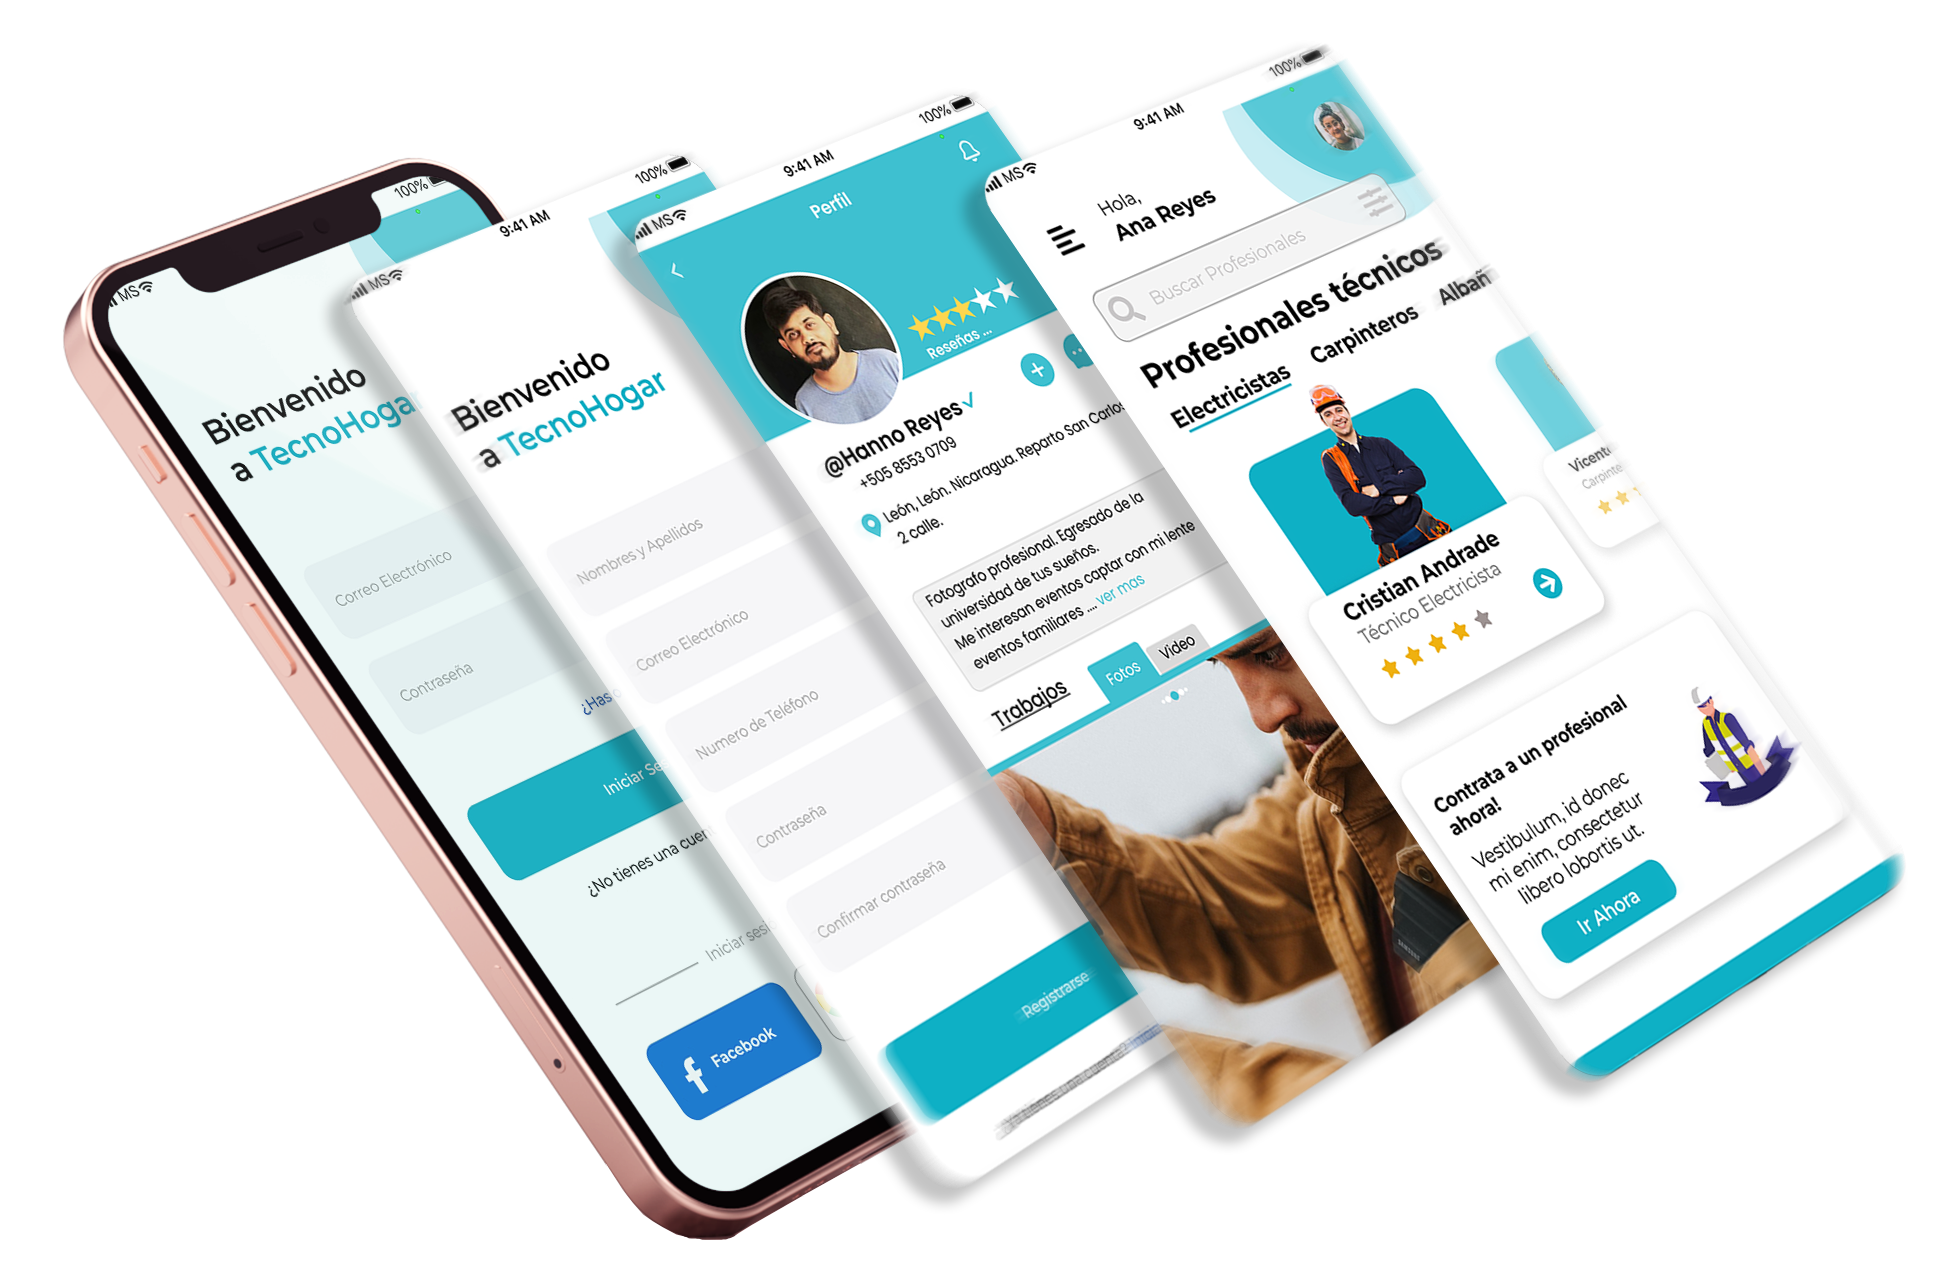 100%
MS
Bienvenido
a TecnoHoga
Correo Electrónico
Contraseña
¿Has
Iniciar Se
¿No tienes una cuen
Iniciar sesi
Facebook
100%
9:41 AM
MS
Bienvenido
a TecnoHogar
Nombres y Apellidos
Correo Electrónico
Numero de Teléfono
Contraseña
Confirmar contraseña
Registrarse
100%
9:41 AM
MS
Perfil
Reseñas ...
@Hanno Reyes
+505 8553 0709
León, León. Nicaragua. Reparto San Carlos
2 calle.
Fotografo profesional. Egresado de la
universidad de tus sueños.
Me interesan eventos captar con mi lente
eventos familiares .... ver mas
Trabajos
Fotos
Video
SAMSUNG
100%
9:41 AM
MS
Hola,
Ana Reyes
Buscar Profesionales
Profesionales técnicos
Electricistas
Carpinteros
Albañ
Cristian Andrade
Técnico Electricista
Vicente
Carpinte
Contrata a un profesional
ahora!
Vestibulum, id donec
mi enim, consectetur
libero lobortis ut.
Ir Ahora